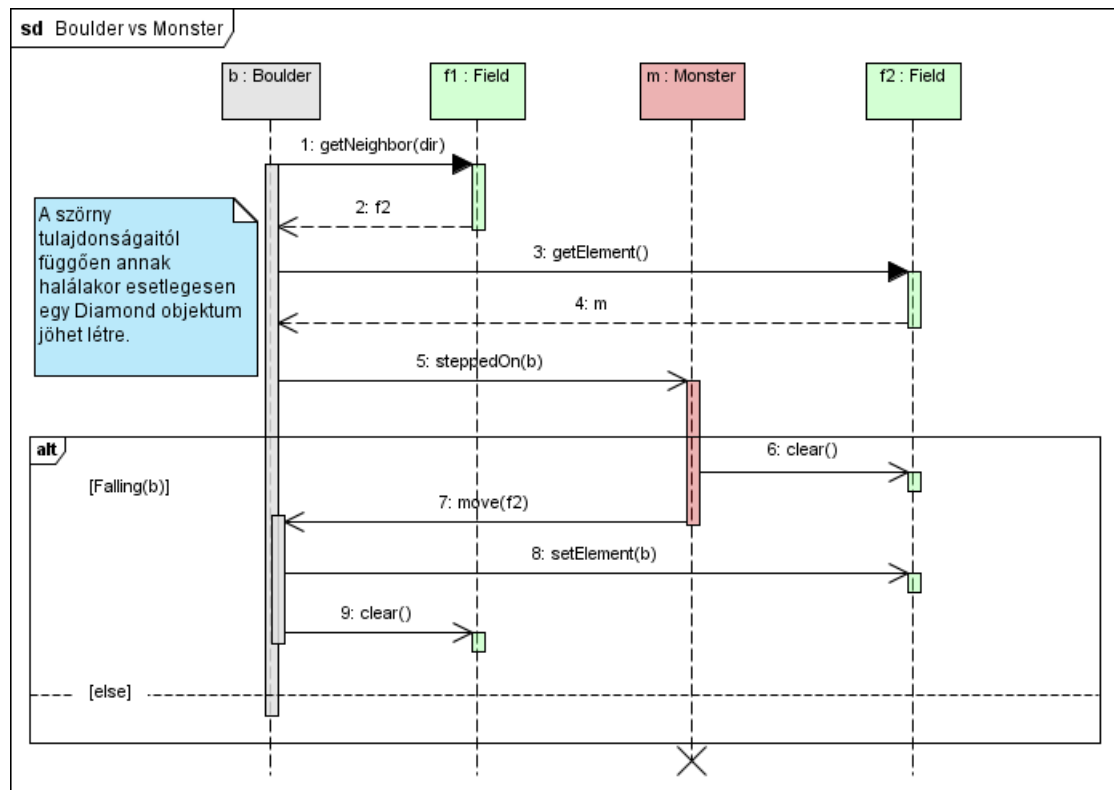 sd Boulder vs Monster
b : Boulder
f1 : Field
m : Monster
f2 : Field
1: getNeighbor(dir)
2: f2
A szörny
tulajdonságaitól
függően annak
halálakor esetlegesen
egy Diamond objektum
jöhet létre.
3: getElement()
4: m
5: steppedOn(b)
alt
6: clear()
[Falling(b)]
7: move(f2)
8: setElement(b)
9: clear()
[else]